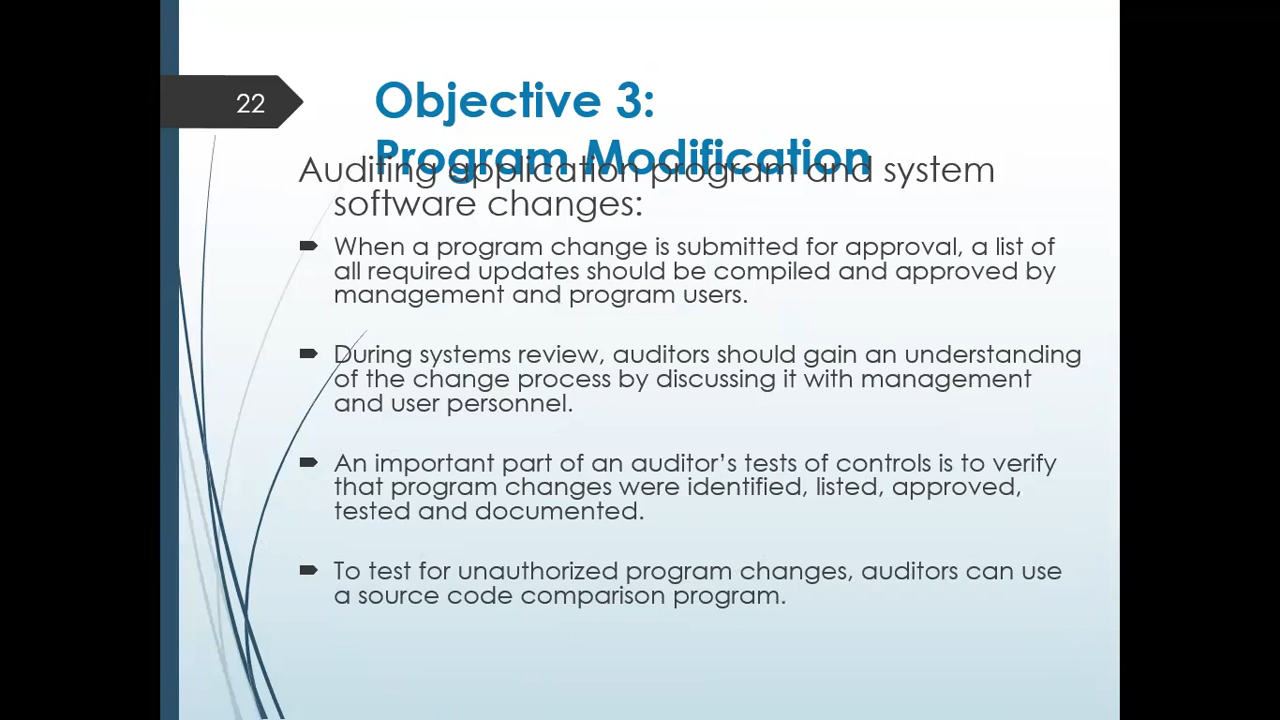 22
Objective 3:
Program Modification
Auditing application program and system
software changes:
When a program change is submitted for approval, a list of
all required updates should be compiled and approved by
management and program users.
During systems review, auditors should gain an understanding
of the change process by discussing it with management
and user personnel.
An important part of an auditor’s tests of controls is to verify
that program changes were identified, listed, approved,
tested and documented.
To test for unauthorized program changes, auditors can use
a source code comparison program.